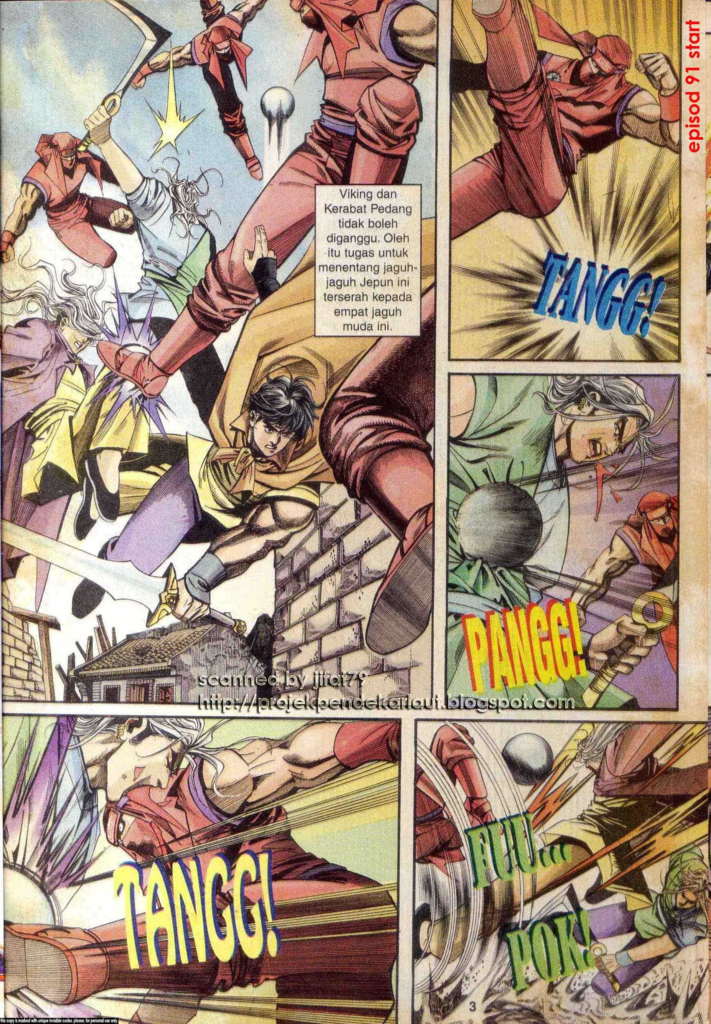 episod 91 start
Viking dan
Kerabat Pedang
tidak boleh
diganggu. Oleh
itu tugas untuk
menentang jaguh-
jaguh Jepun ini
terserah kepada
empat jaguh
muda ini.
TANGG!
PANGG!
scanned by jifat79
http://projekpendekarlaut.blogspot.com
TANGG!
FUU...
POK!
3